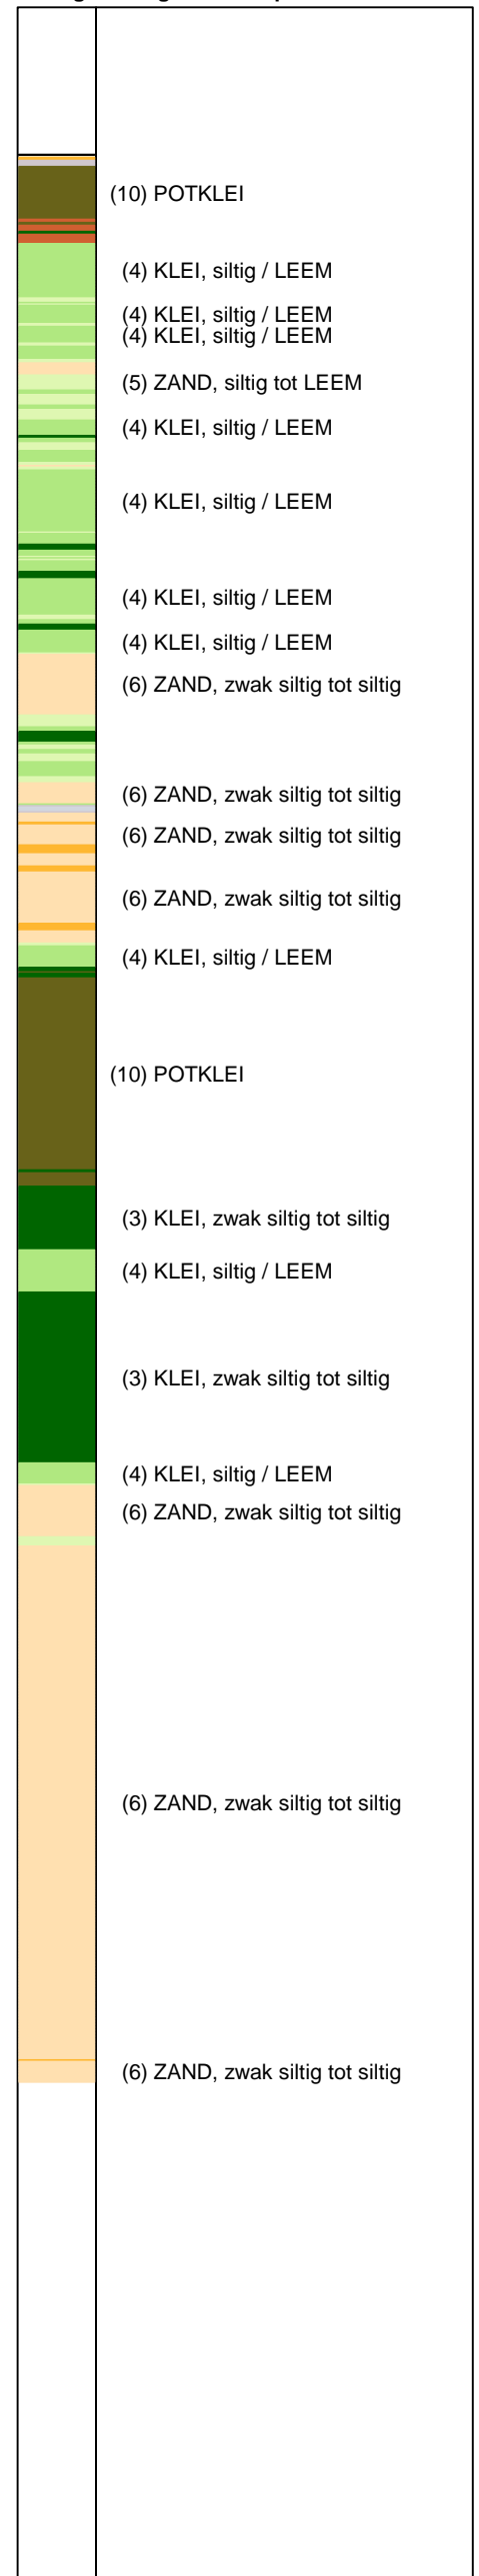 (10) POTKLEI
(4) KLEI, siltig / LEEM
(4) KLEI, siltig / LEEM
(4) KLEI, siltig / LEEM
(5) ZAND, siltig tot LEEM
(4) KLEI, siltig / LEEM
(4) KLEI, siltig / LEEM
(4) KLEI, siltig / LEEM
(4) KLEI, siltig / LEEM
(6) ZAND, zwak siltig tot siltig
(6) ZAND, zwak siltig tot siltig
(6) ZAND, zwak siltig tot siltig
(6) ZAND, zwak siltig tot siltig
(4) KLEI, siltig / LEEM
(10) POTKLEI
(3) KLEI, zwak siltig tot siltig
(4) KLEI, siltig / LEEM
(3) KLEI, zwak siltig tot siltig
(4) KLEI, siltig / LEEM
(6) ZAND, zwak siltig tot siltig
(6) ZAND, zwak siltig tot siltig
(6) ZAND, zwak siltig tot siltig